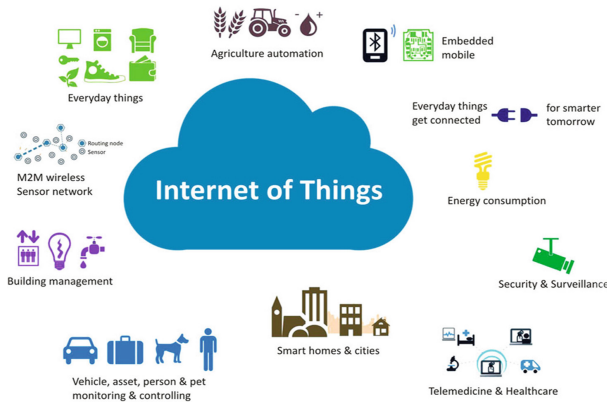 Agriculture automation
Embedded
mobile
Everyday things
Everyday things
get connected
for smarter
tomorrow
Routing node
Sensor
M2M wireless
Sensor network
Internet of Things
Energy consumption
Building management
Security & Surveillance
Smart homes & cities
Vehicle, asset, person & pet
monitoring & controlling
Telemedicine & Healthcare